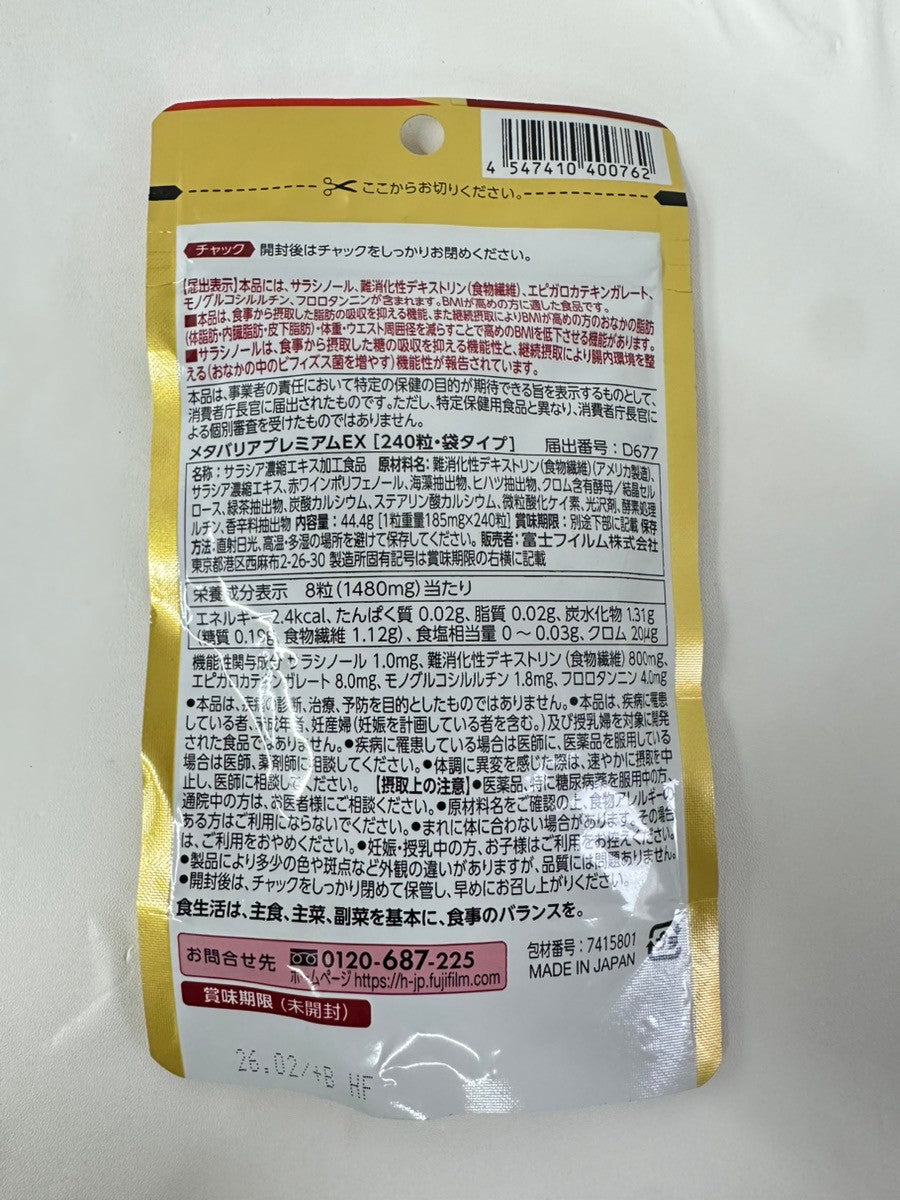 4 547410 400762
ここからお切りください。
チャック 開封後はチャックをしっかりお閉めください。
【届出表示】本品には、サラシノール、難消化性デキストリン(食物繊維)、エピガロカテキンガレート、
モノグルコシルルチン、フロロタンニンが含まれます。BMIが高めの方に適した食品です。
■本品は、食事から摂取した脂肪の吸収を抑える機能、また継続摂取によりBMIが高めの方のおなかの脂肪
(体脂肪・内臓脂肪・皮下脂肪)・体重・ウエスト周囲径を減らすことで高めのBMIを低下させる機能があります。
■サラシノールは、食事から摂取した糖の吸収を抑える機能性と、継続摂取により腸内環境を整
える(おなかの中のビフィズス菌を増やす)機能性が報告されています。
本品は、事業者の責任において特定の保健の目的が期待できる旨を表示するものとして、
消費者庁長官に届出されたものです。ただし、特定保健用食品と異なり、消費者庁長官に
よる個別審査を受けたものではありません。
メタバリアプレミアムEX [240粒・袋タイプ] 届出番号:D677
名称:サラシア濃縮エキス加工食品 原材料名:難消化性デキストリン(食物繊維)(アメリカ製造)、
サラシア濃縮エキス、赤ワインポリフェノール、海藻抽出物、ヒハツ抽出物、クロム含有酵母/結晶セル
ロース、緑茶抽出物、炭酸カルシウム、ステアリン酸カルシウム、微粒酸化ケイ素、光沢剤、酵素処理
ルチン、香辛料抽出物 内容量:44.4g [1粒重量185mg×240粒] 賞味期限:別途下部に記載 保存
方法:直射日光、高温・多湿の場所を避けて保存してください。販売者:富士フイルム株式会社
東京都港区西麻布2-26-30 製造所固有記号は賞味期限の右横に記載
栄養成分表示 8粒(1480mg)当たり
エネルギー 2.4kcal、たんぱく質 0.02g、脂質 0.02g、炭水化物 1.31g
(糖質 0.19g、食物繊維 1.12g)、食塩相当量 0～0.03g、クロム 20μg
機能性関与成分 サラシノール 1.0mg、難消化性デキストリン(食物繊維) 800mg、
エピガロカテキンガレート 8.0mg、モノグルコシルルチン 1.8mg、フロロタンニン 4.0mg
●本品は、疾病の診断、治療、予防を目的としたものではありません。●本品は、疾病に罹患
している者、未成年者、妊産婦(妊娠を計画している者を含む。)及び授乳婦を対象に開発
された食品ではありません。●疾病に罹患している場合は医師に、医薬品を服用している
場合は医師、薬剤師に相談してください。●体調に異変を感じた際は、速やかに摂取を中
止し、医師に相談してください。【摂取上の注意】●医薬品、特に糖尿病薬を服用中の方、
通院中の方は、お医者様にご相談ください。●原材料名をご確認の上、食物アレルギーの
ある方はご利用にならないでください。●まれに体に合わない場合があります。その場合
は、ご利用をおやめください。●妊娠・授乳中の方、お子様はご利用をお控えください。
●製品により多少の色や斑点など外観の違いがありますが、品質には問題ありません。
●開封後は、チャックをしっかり閉めて保管し、早めにお召し上がりください。
食生活は、主食、主菜、副菜を基本に、食事のバランスを。
お問合せ先 0120-687-225
ホームページ https://h-jp.fujifilm.com
包材番号:7415801
MADE IN JAPAN
賞味期限(未開封)
26.02/+B HF